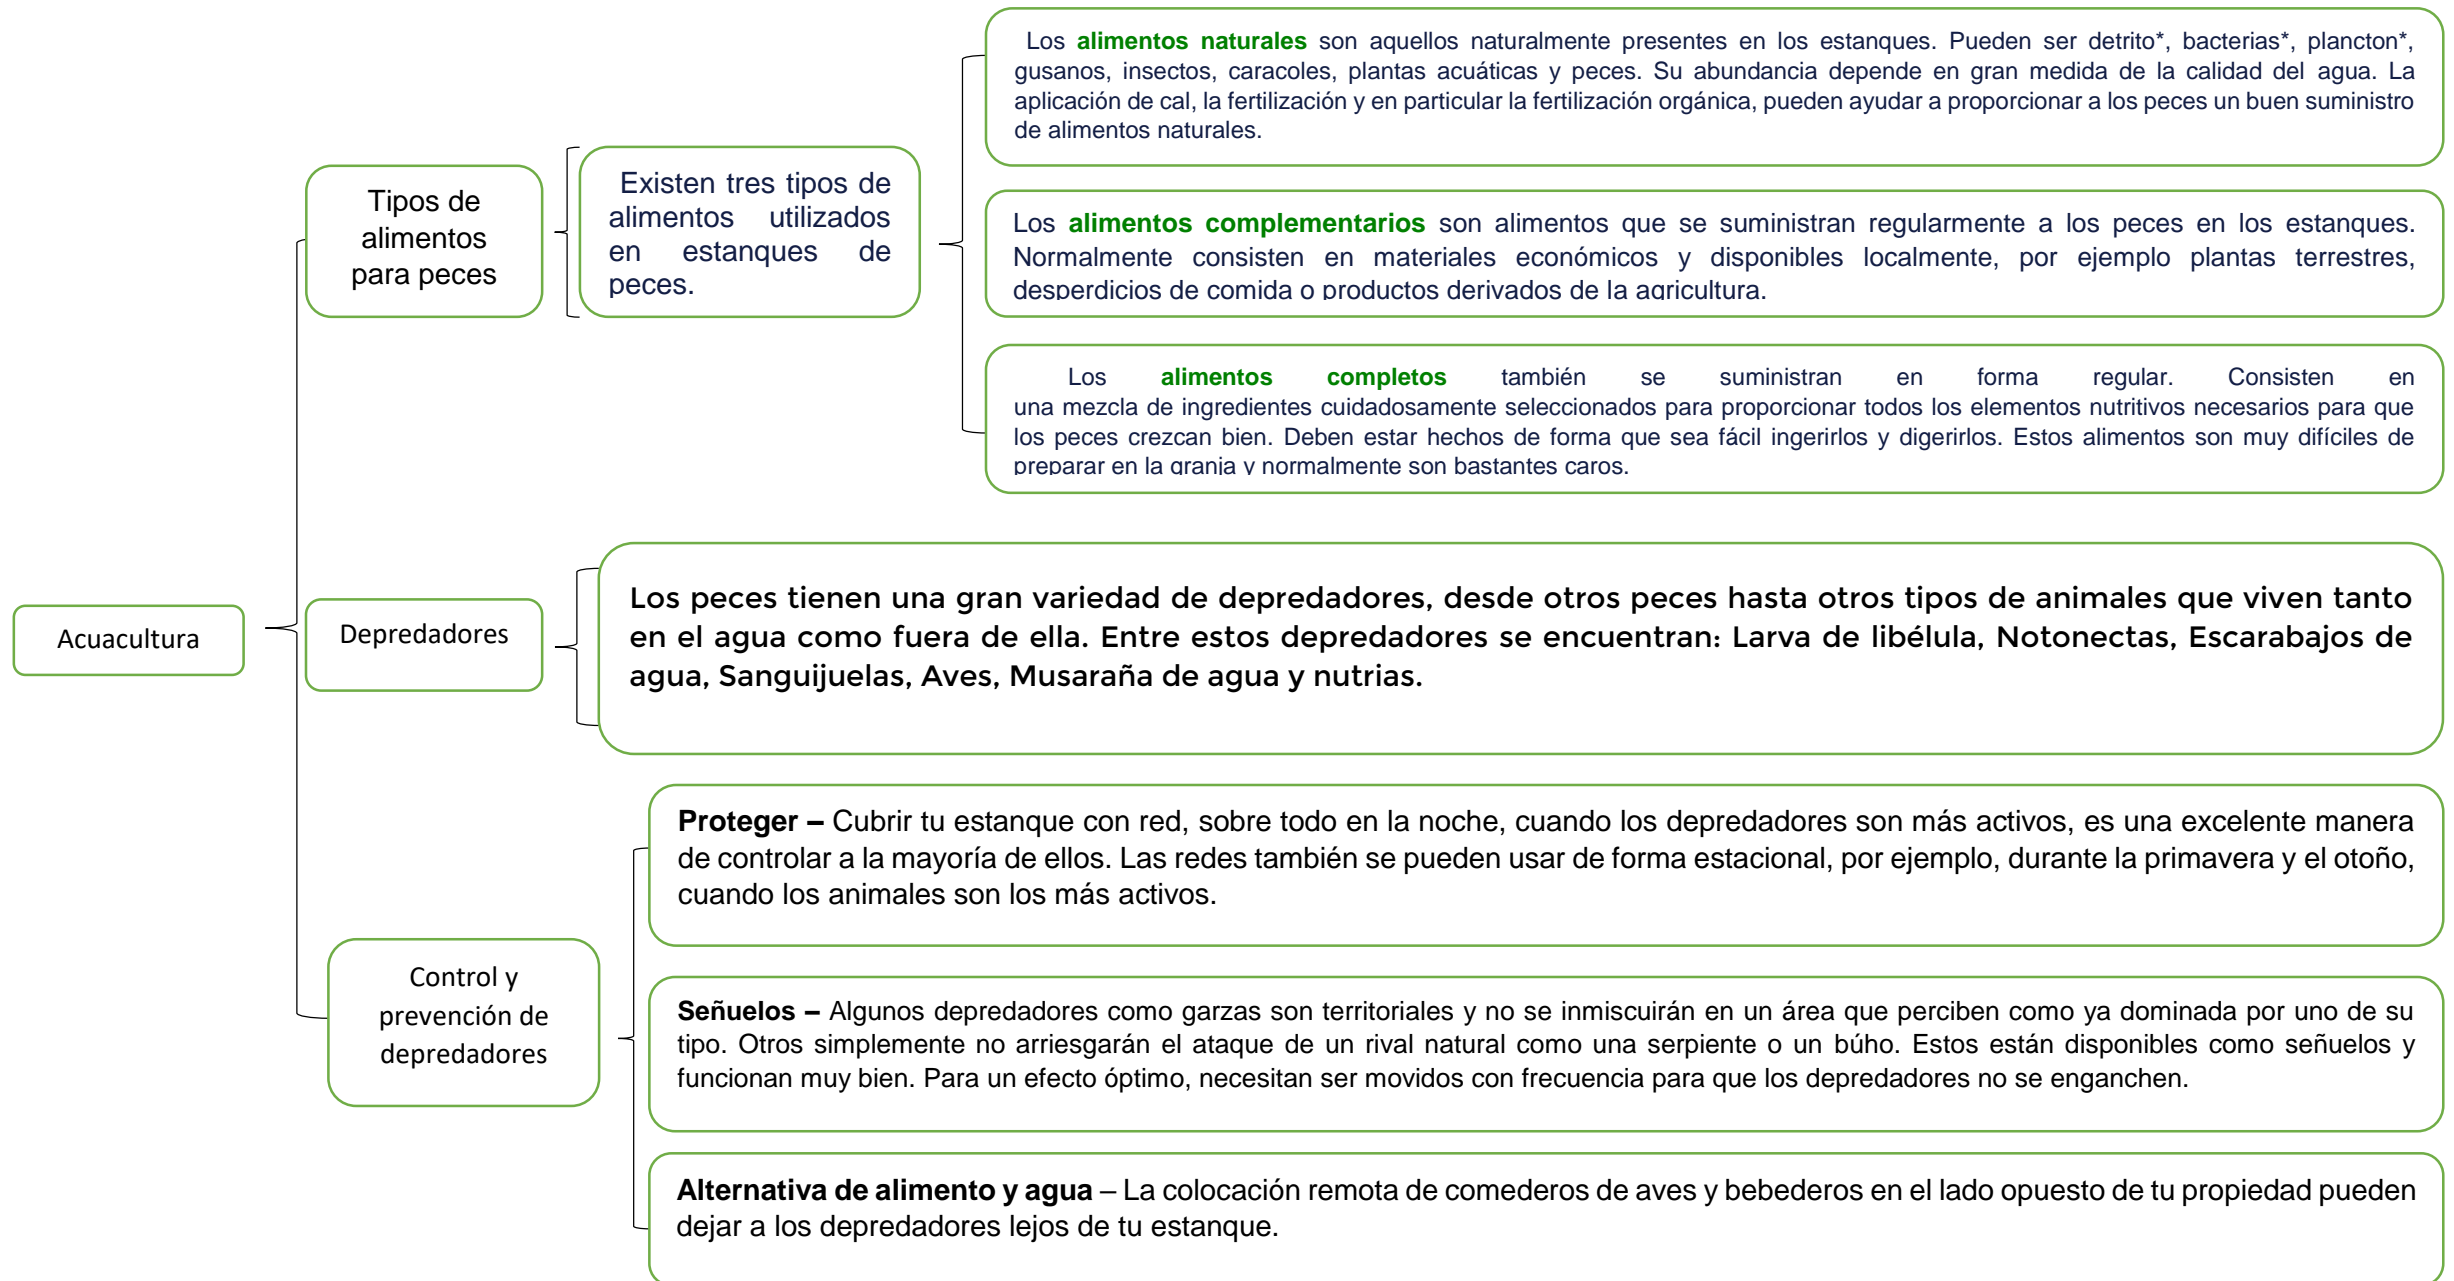 Acuacultura
Tipos de
alimentos
para peces
Existen tres tipos de
alimentos utilizados
en estanques de
peces.
Los alimentos naturales son aquellos naturalmente presentes en los estanques. Pueden ser detrito*, bacterias*, plancton*,
gusanos, insectos, caracoles, plantas acuáticas y peces. Su abundancia depende en gran medida de la calidad del agua. La
aplicación de cal, la fertilización y en particular la fertilización orgánica, pueden ayudar a proporcionar a los peces un buen suministro
de alimentos naturales.
Los alimentos complementarios son alimentos que se suministran regularmente a los peces en los estanques.
Normalmente consisten en materiales económicos y disponibles localmente, por ejemplo plantas terrestres,
desperdicios de comida o productos derivados de la agricultura.
Los alimentos completos también se suministran en forma regular. Consisten en
una mezcla de ingredientes cuidadosamente seleccionados para proporcionar todos los elementos nutritivos necesarios para que
los peces crezcan bien. Deben estar hechos de forma que sea fácil ingerirlos y digerirlos. Estos alimentos son muy difíciles de
preparar en la granja y normalmente son bastantes caros.
Depredadores
Los peces tienen una gran variedad de depredadores, desde otros peces hasta otros tipos de animales que viven tanto
en el agua como fuera de ella. Entre estos depredadores se encuentran: Larva de libélula, Notonectas, Escarabajos de
agua, Sanguijuelas, Aves, Musaraña de agua y nutrias.
Control y
prevención de
depredadores
Proteger – Cubrir tu estanque con red, sobre todo en la noche, cuando los depredadores son más activos, es una excelente manera
de controlar a la mayoría de ellos. Las redes también se pueden usar de forma estacional, por ejemplo, durante la primavera y el otoño,
cuando los animales son los más activos.
Señuelos – Algunos depredadores como garzas son territoriales y no se inmiscuirán en un área que perciben como ya dominada por uno de su
tipo. Otros simplemente no arriesgarán el ataque de un rival natural como una serpiente o un búho. Estos están disponibles como señuelos y
funcionan muy bien. Para un efecto óptimo, necesitan ser movidos con frecuencia para que los depredadores no se enganchen.
Alternativa de alimento y agua – La colocación remota de comederos de aves y bebederos en el lado opuesto de tu propiedad pueden
dejar a los depredadores lejos de tu estanque.